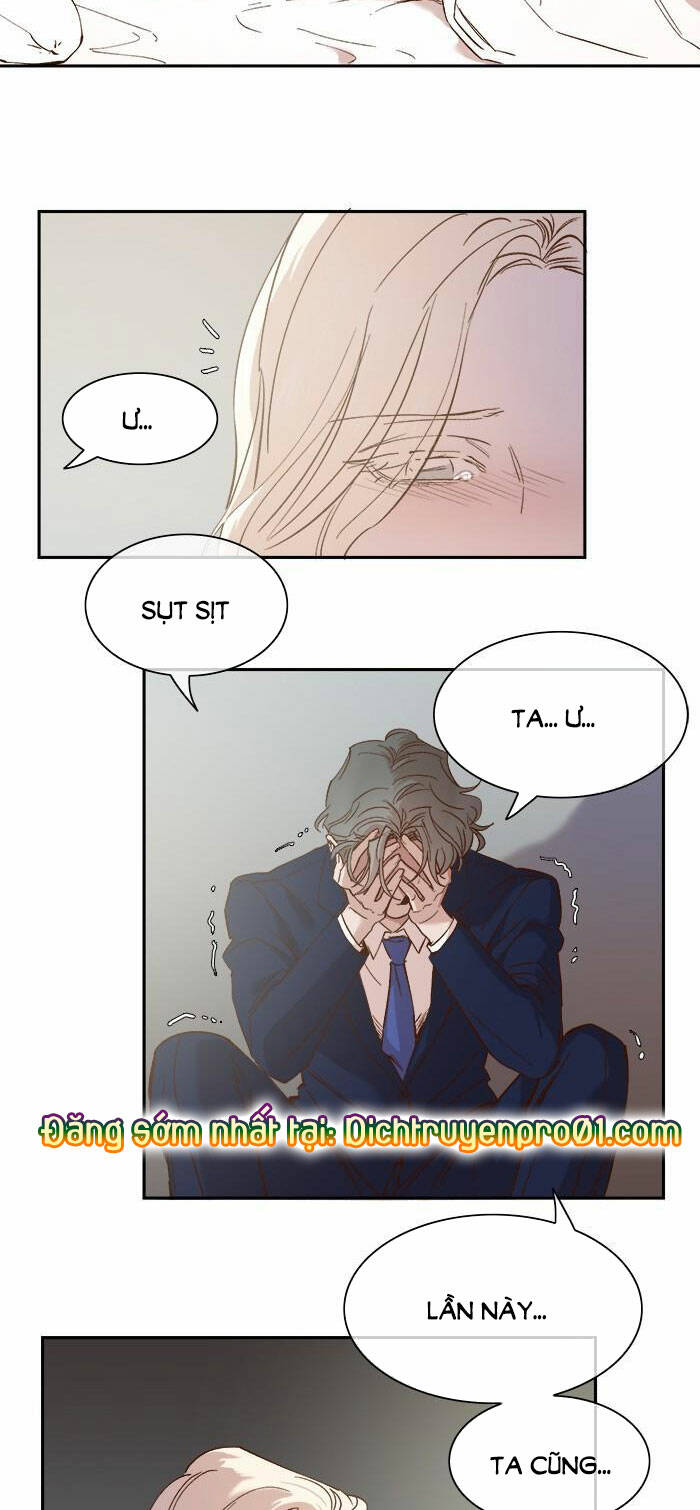 Ư...
SỤT SỊT
TA... Ư...
Đăng sớm nhất tại: Dichtruyenpro01.com
LẦN NÀY...
TA CŨNG...